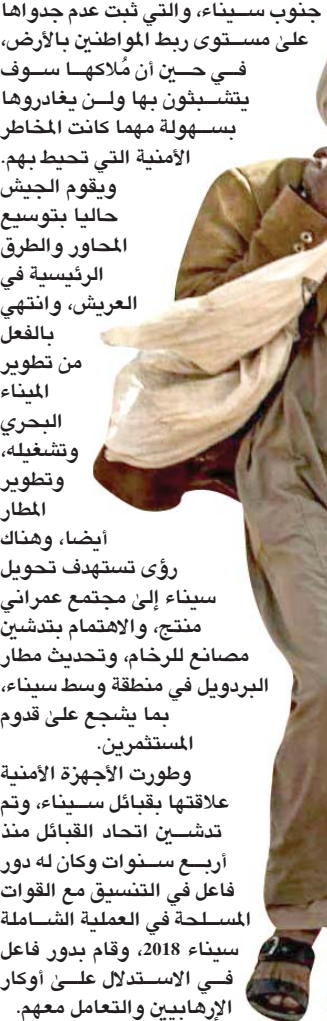 جنوب سيناء، والتي ثبت عدم جدواها
على مستوى ربط المواطنين بالأرض،
في حين أن مُلاكها سوف
يتشبثون بها ولن يغادروها
بسهولة مهما كانت المخاطر
الأمنية التي تحيط بهم.
ويقوم الجيش
حاليا بتوسيع
المحاور والطرق
الرئيسية في
العريش، وانتهي
بالفعل
من تطوير
الميناء
البحري
وتشغيله،
وتطوير
المطار
أيضا، وهناك
رؤى تستهدف تحويل
سيناء إلى مجتمع عمراني
منتج، والاهتمام بتدشين
مصانع للرخام، وتحديث مطار
البردويل في منطقة وسط سيناء،
بما يشجع على قدوم
المستثمرين.
وطورت الأجهزة الأمنية
علاقتها بقبائل سيناء، وتم
تدشين اتحاد القبائل منذ
أربع سنوات وكان له دور
فاعل في التنسيق مع القوات
المسلحة في العملية الشاملة
سيناء 2018، وقام بدور فاعل
في الاستدلال على أوكار
الإرهابيين والتعامل معهم.